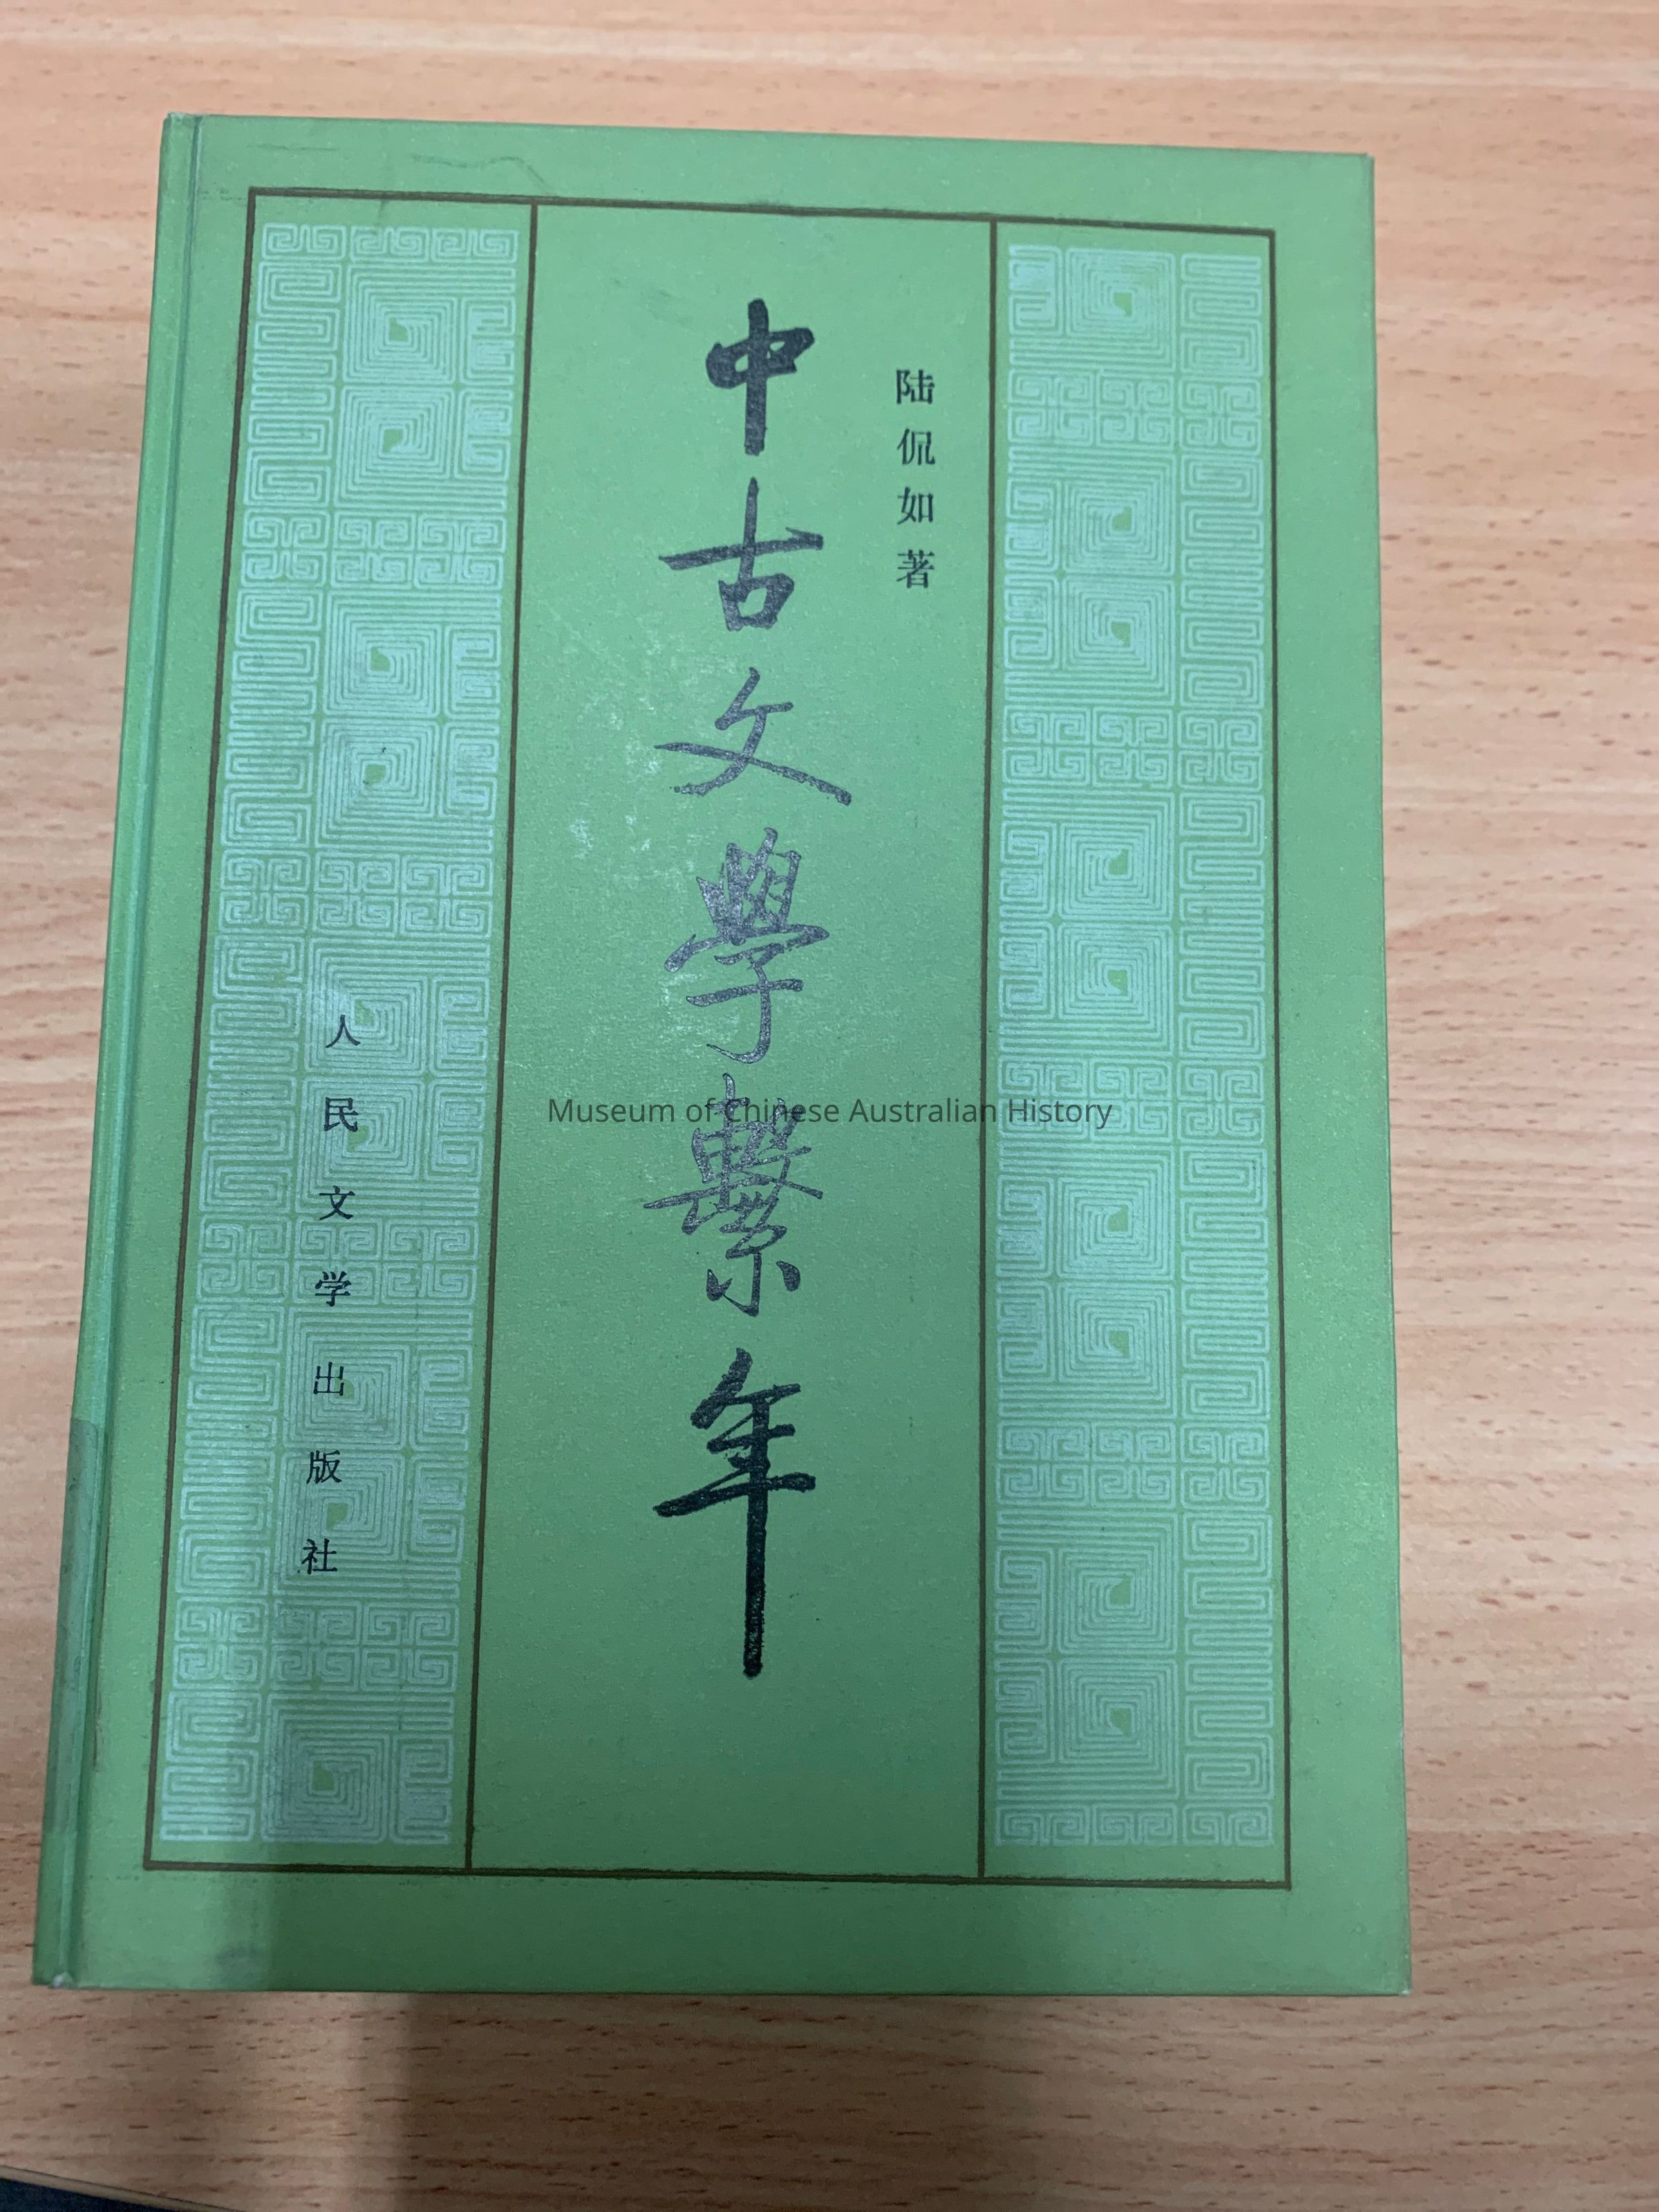 陆侃如著
中古文學繫年
人民文学出版社
Museum of Chinese Australian History